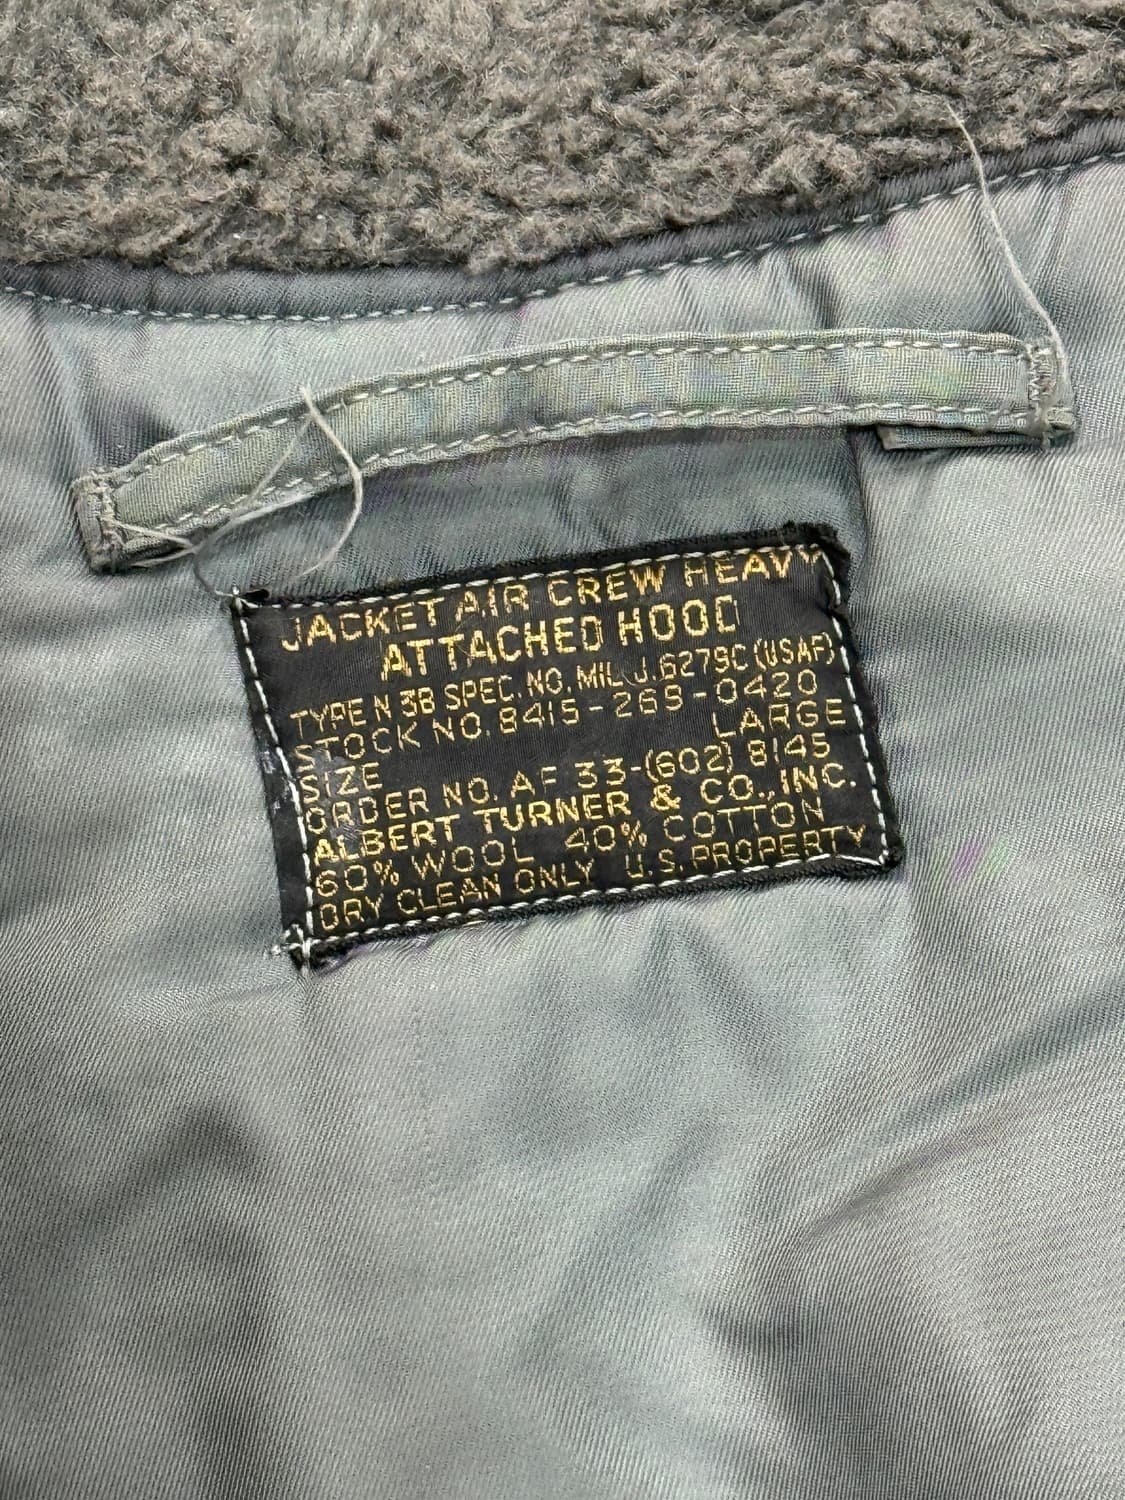 JACKET AIR CREW HEAVY
ATTACHED HOOD
TYPE N 3B SPEC. NO. MIL J.6279C (USAF)
STOCK NO. 8415-269-0420
SIZE LARGE
ORDER NO. AF 33-(602) 8145
ALBERT TURNER & CO., INC.
60% WOOL 40% COTTON
DRY CLEAN ONLY U.S. PROPERTY